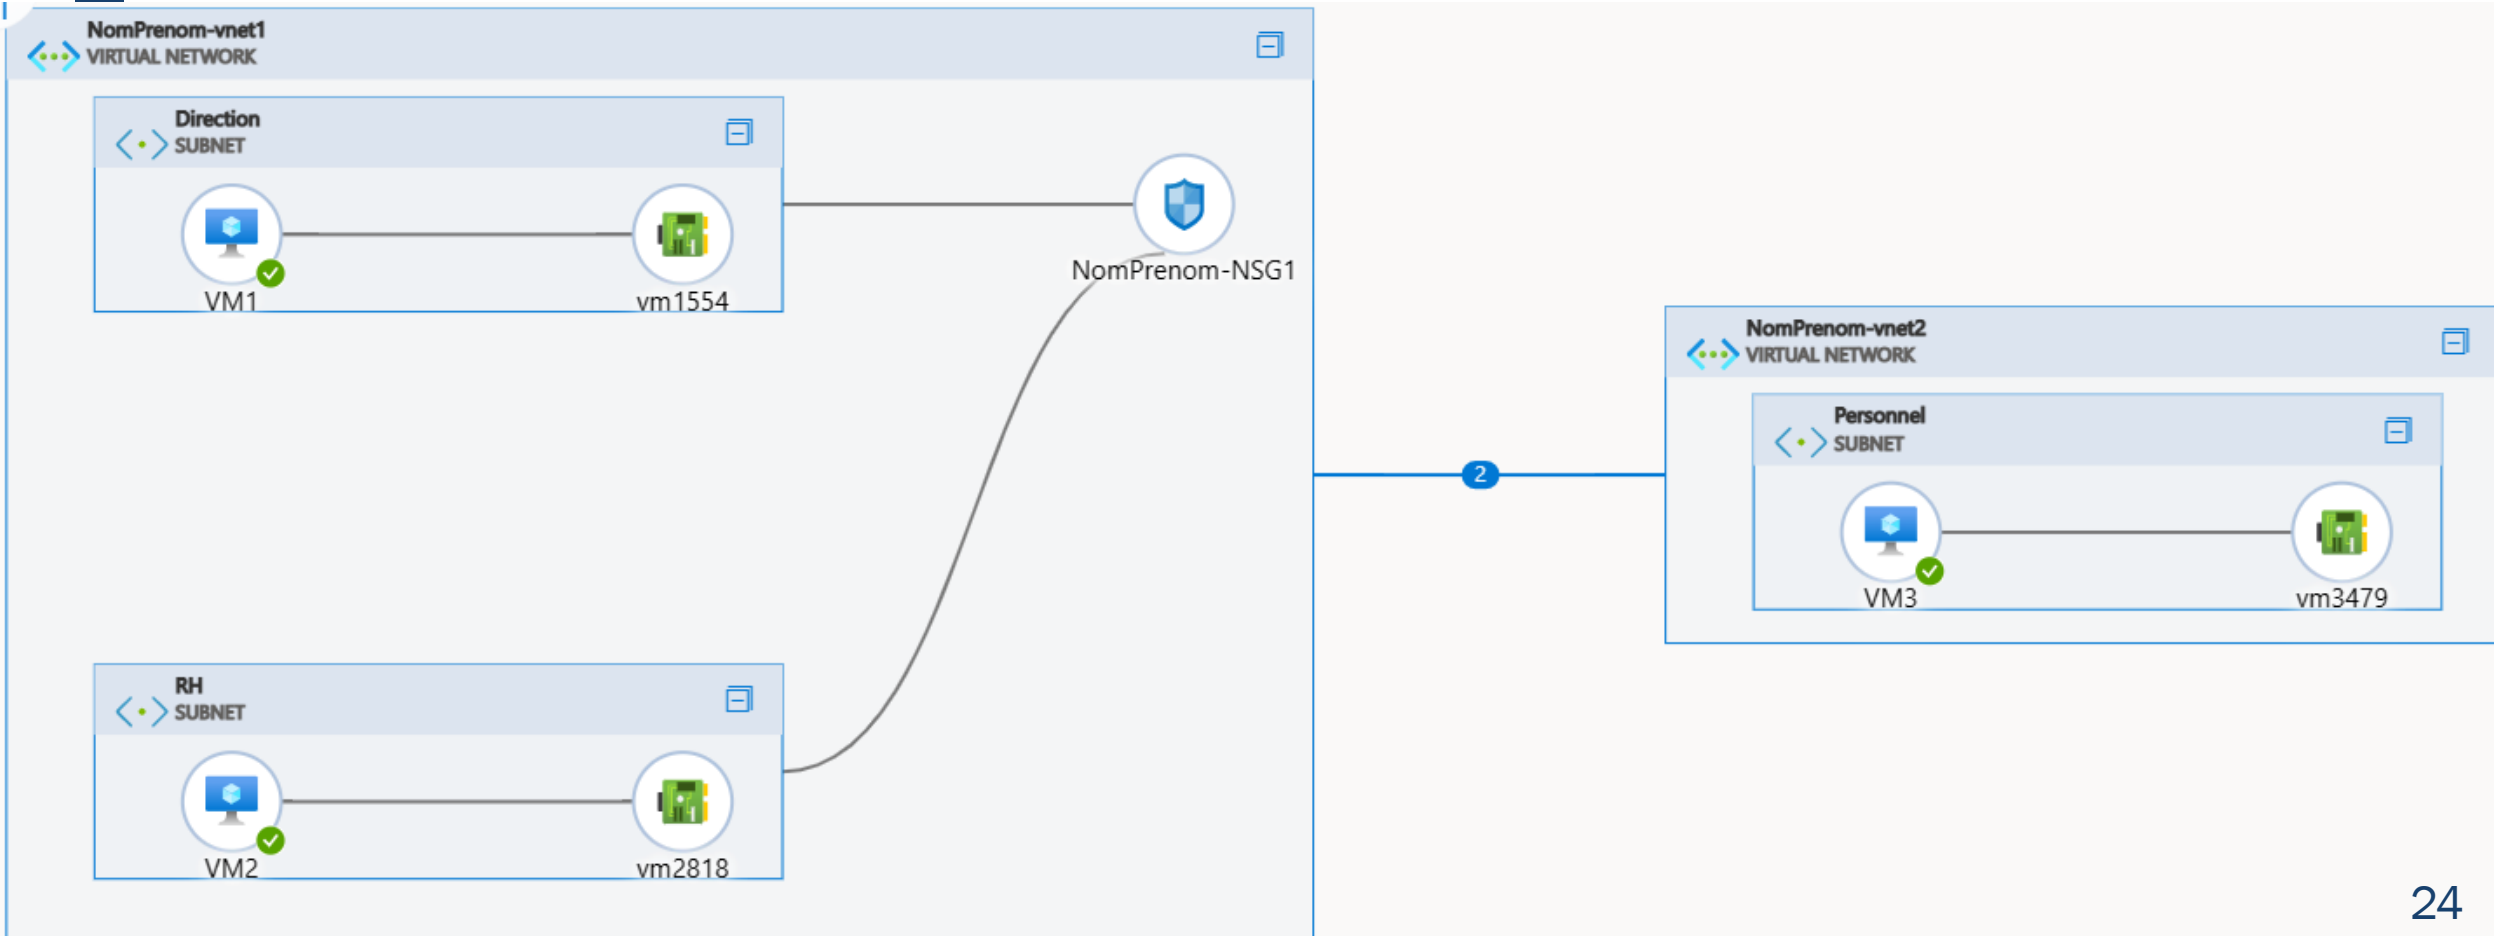 NomPrenom-vnet1
VIRTUAL NETWORK
Direction
SUBNET
VM1
vm1554
NomPrenom-NSG1
RH
SUBNET
VM2
vm2818
2
NomPrenom-vnet2
VIRTUAL NETWORK
Personnel
SUBNET
VM3
vm3479
24